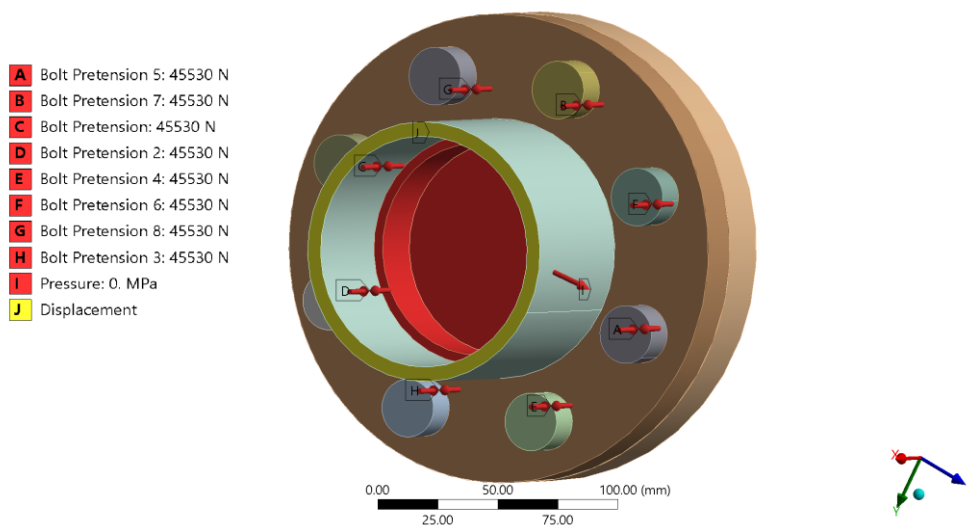 A Bolt Pretension 5: 45530 N
B Bolt Pretension 7: 45530 N
C Bolt Pretension: 45530 N
D Bolt Pretension 2: 45530 N
E Bolt Pretension 4: 45530 N
F Bolt Pretension 6: 45530 N
G Bolt Pretension 8: 45530 N
H Bolt Pretension 3: 45530 N
I Pressure: 0. MPa
J Displacement
G
B
J
C
F
D
I
A
H
E
X
Y
0.00 50.00 100.00 (mm)
25.00 75.00